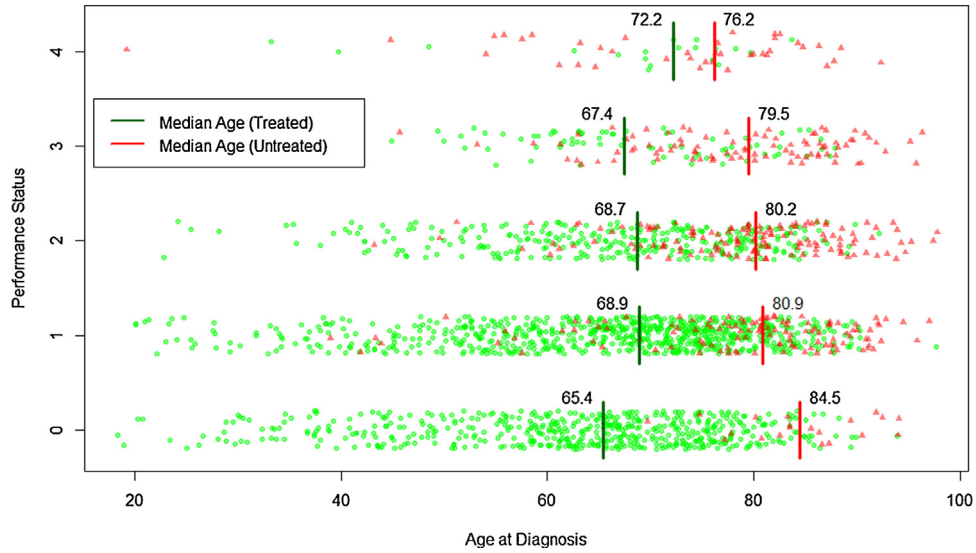 72.2 76.2
4
Median Age (Treated)
Median Age (Untreated)
67.4 79.5
3
68.7 80.2
2
68.9 80.9
1
65.4 84.5
0
Performance Status
20 40 60 80 100
Age at Diagnosis